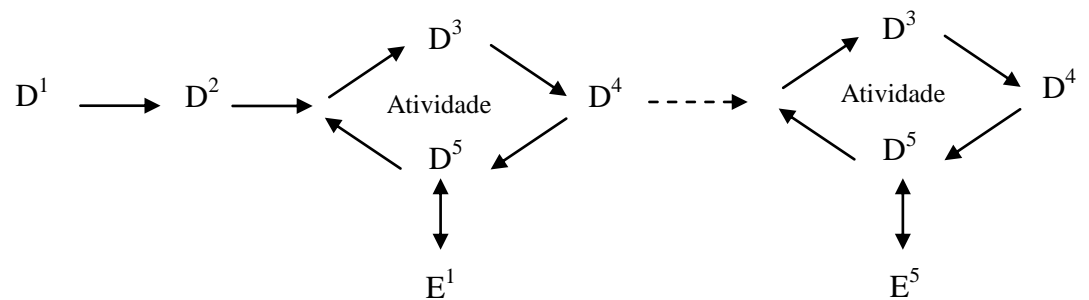 D³ D³
D¹ D² Atividade D⁴ Atividade D⁴
D⁵ D⁵
E¹ E⁵